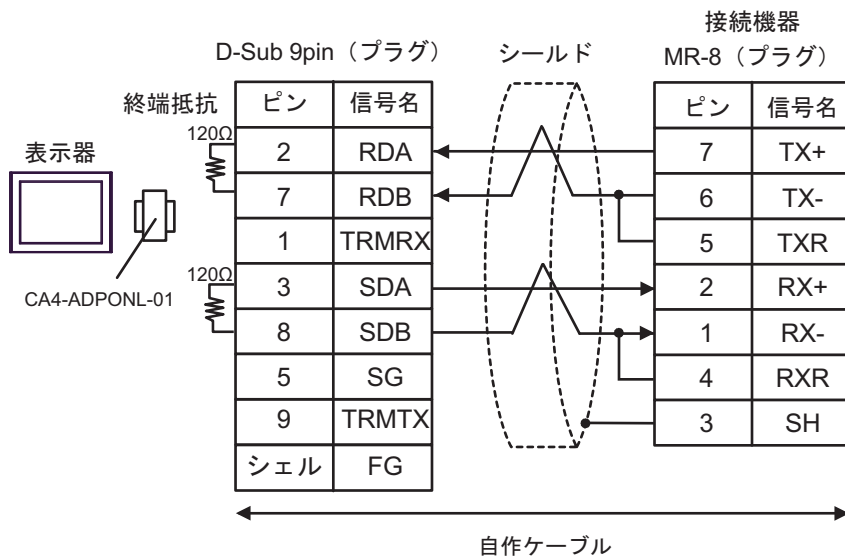 接続機器
D-Sub 9pin（プラグ） シールド MR-8（プラグ）
終端抵抗 ピン 信号名 ピン 信号名
表示器 120Ω 2 RDA 7 TX+
7 RDB 6 TX-
1 TRMRX 5 TXR
CA4-ADPONL-01 120Ω 3 SDA 2 RX+
8 SDB 1 RX-
5 SG 4 RXR
9 TRMTX 3 SH
シェル FG
自作ケーブル